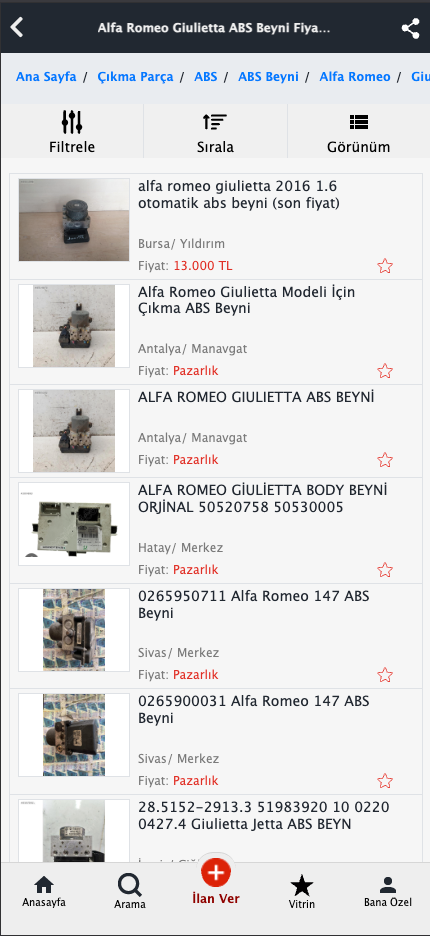 Alfa Romeo Giulietta ABS Beyni Fiya...
Ana Sayfa / Çıkma Parça / ABS / ABS Beyni / Alfa Romeo / Giu
Filtrele
Sırala
Görünüm
alfa romeo giulietta 2016 1.6
otomatik abs beyni (son fiyat)
Bursa/ Yıldırım
Fiyat: 13.000 TL
Alfa Romeo Giulietta Modeli İçin
Çıkma ABS Beyni
Antalya/ Manavgat
Fiyat: Pazarlık
ALFA ROMEO GIULIETTA ABS BEYNİ
Antalya/ Manavgat
Fiyat: Pazarlık
ALFA ROMEO GİULİETTA BODY BEYNİ
ORJİNAL 50520758 50530005
Hatay/ Merkez
Fiyat: Pazarlık
0265950711 Alfa Romeo 147 ABS
Beyni
Sivas/ Merkez
Fiyat: Pazarlık
0265900031 Alfa Romeo 147 ABS
Beyni
Sivas/ Merkez
Fiyat: Pazarlık
28.5152-2913.3 51983920 10 0220
0427.4 Giulietta Jetta ABS BEYN
Anasayfa
Arama
İlan Ver
Vitrin
Bana Özel